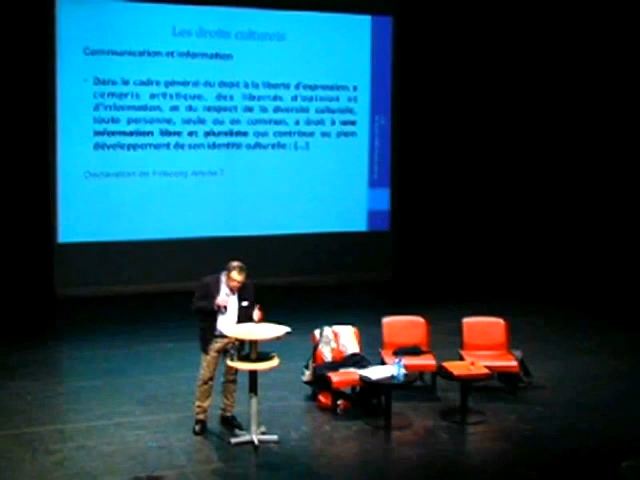 Les droits culturels
Communication et information
- Dans le cadre général du droit à la liberté d'expression, y
compris artistique, des libertés d'opinion et
d'information, et du respect de la diversité culturelle,
toute personne, seule ou en commun, a droit à une
information libre et pluraliste qui contribue au plein
développement de son identité culturelle : [...]
Déclaration de Fribourg Article 7